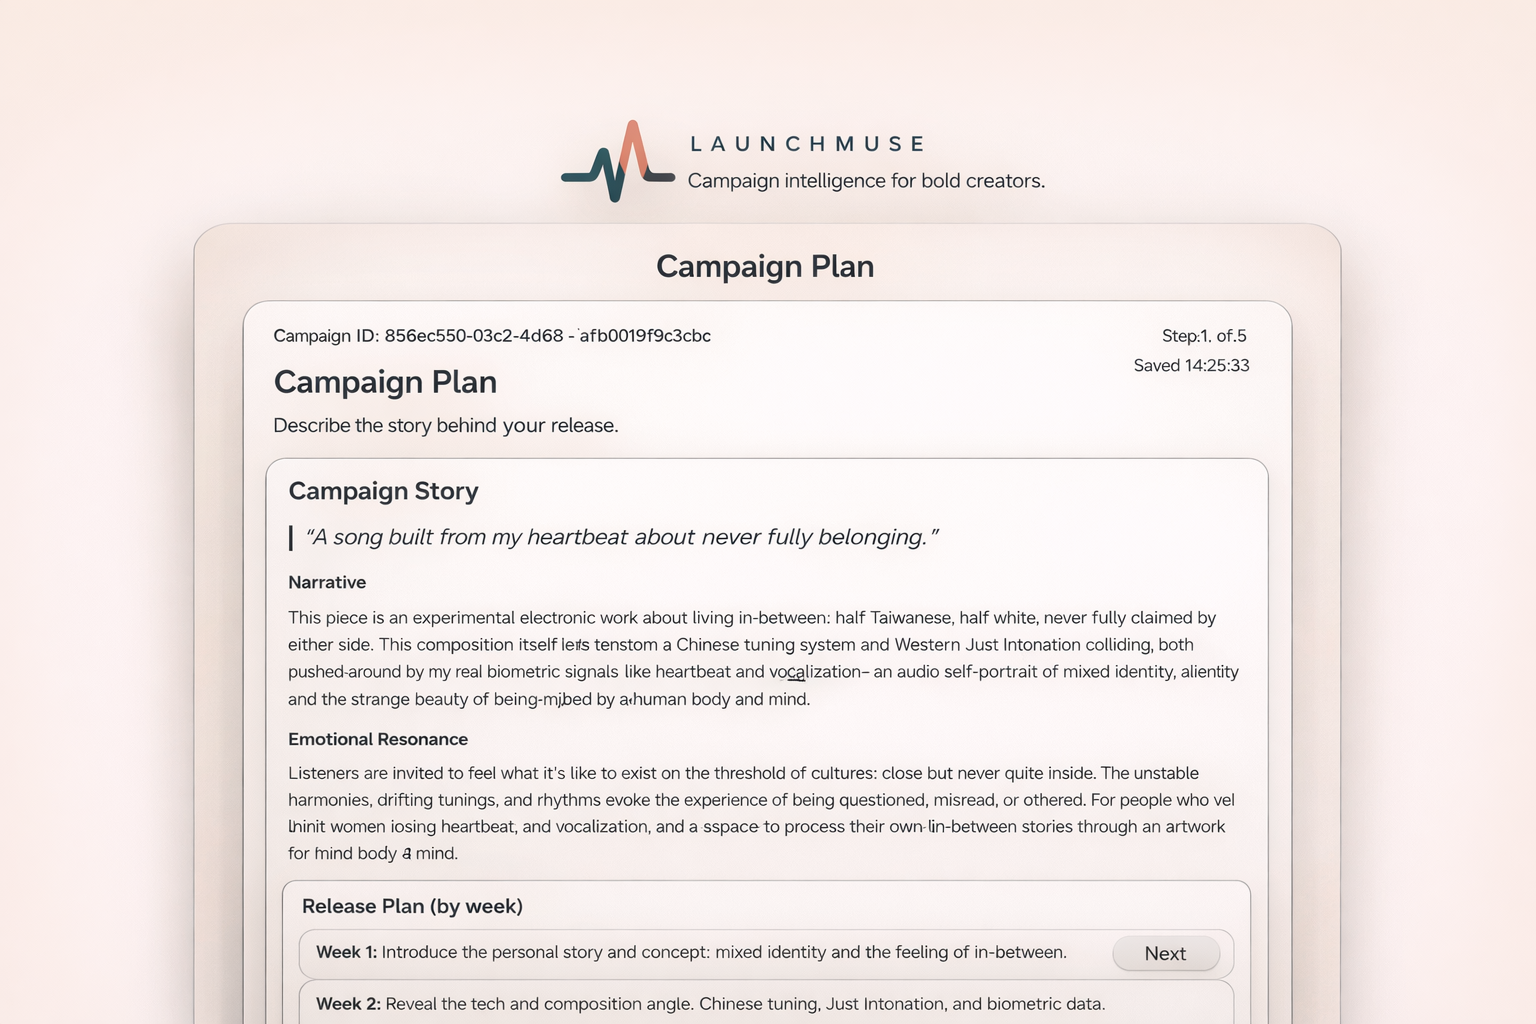 LAUNCHMUSE
Campaign intelligence for bold creators.
Campaign Plan
Campaign ID: 856ec550-03c2-4d68 - afb0019f9c3cbc
Step:1. of.5
Saved 14:25:33
Campaign Plan
Describe the story behind your release.
Campaign Story
“A song built from my heartbeat about never fully belonging.”
Narrative
This piece is an experimental electronic work about living in-between: half Taiwanese, half white, never fully claimed by
either side. This composition itself tenstom a Chinese tuning system and Western Just Intonation colliding, both
pushed-around by my real biometric signals like heartbeat and vocalization– an audio self-portrait of mixed identity, alientity
and the strange beauty of by a human body and mind.
Emotional Resonance
Listeners are invited to feel what it's like to exist on the threshold of cultures: close but never quite inside. The unstable
harmonies, drifting tunings, and rhythms evoke the experience of being questioned, misread, or othered. For people who vel
women iosing heartbeat, and vocalization, and a sspace to process their own in-between stories through an artwork
for mind body mind.
Release Plan (by week)
Week 1: Introduce the personal story and concept: mixed identity and the feeling of in-between.
Next
Week 2: Reveal the tech and composition angle. Chinese tuning, Just Intonation, and biometric data.